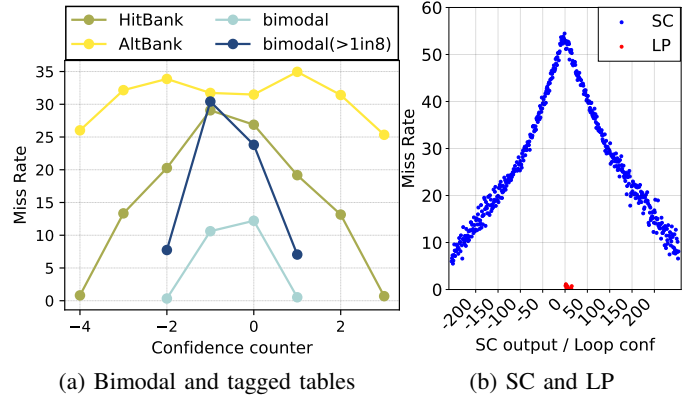 HitBank
bimodal
AltBank
bimodal(>1in8)
35
30
25
20
15
10
5
0
Miss Rate
−4
−2
0
2
Confidence counter
(a) Bimodal and tagged tables
SC
LP
60
50
40
30
20
10
0
Miss Rate
-200
-150
-100
-50
0
50
100
150
200
SC output / Loop conf
(b) SC and LP